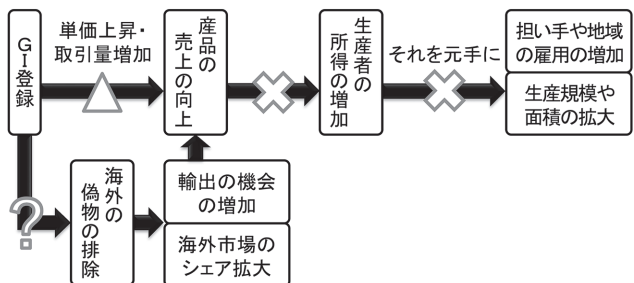 GI登録
単価上昇・
取引量増加
産品の
売上の向上
生産者の
所得の増加
それを元手に
担い手や地域
の雇用の増加
生産規模や
面積の拡大
?
海外の
偽物の排除
輸出の機会
の増加
海外市場の
シェア拡大